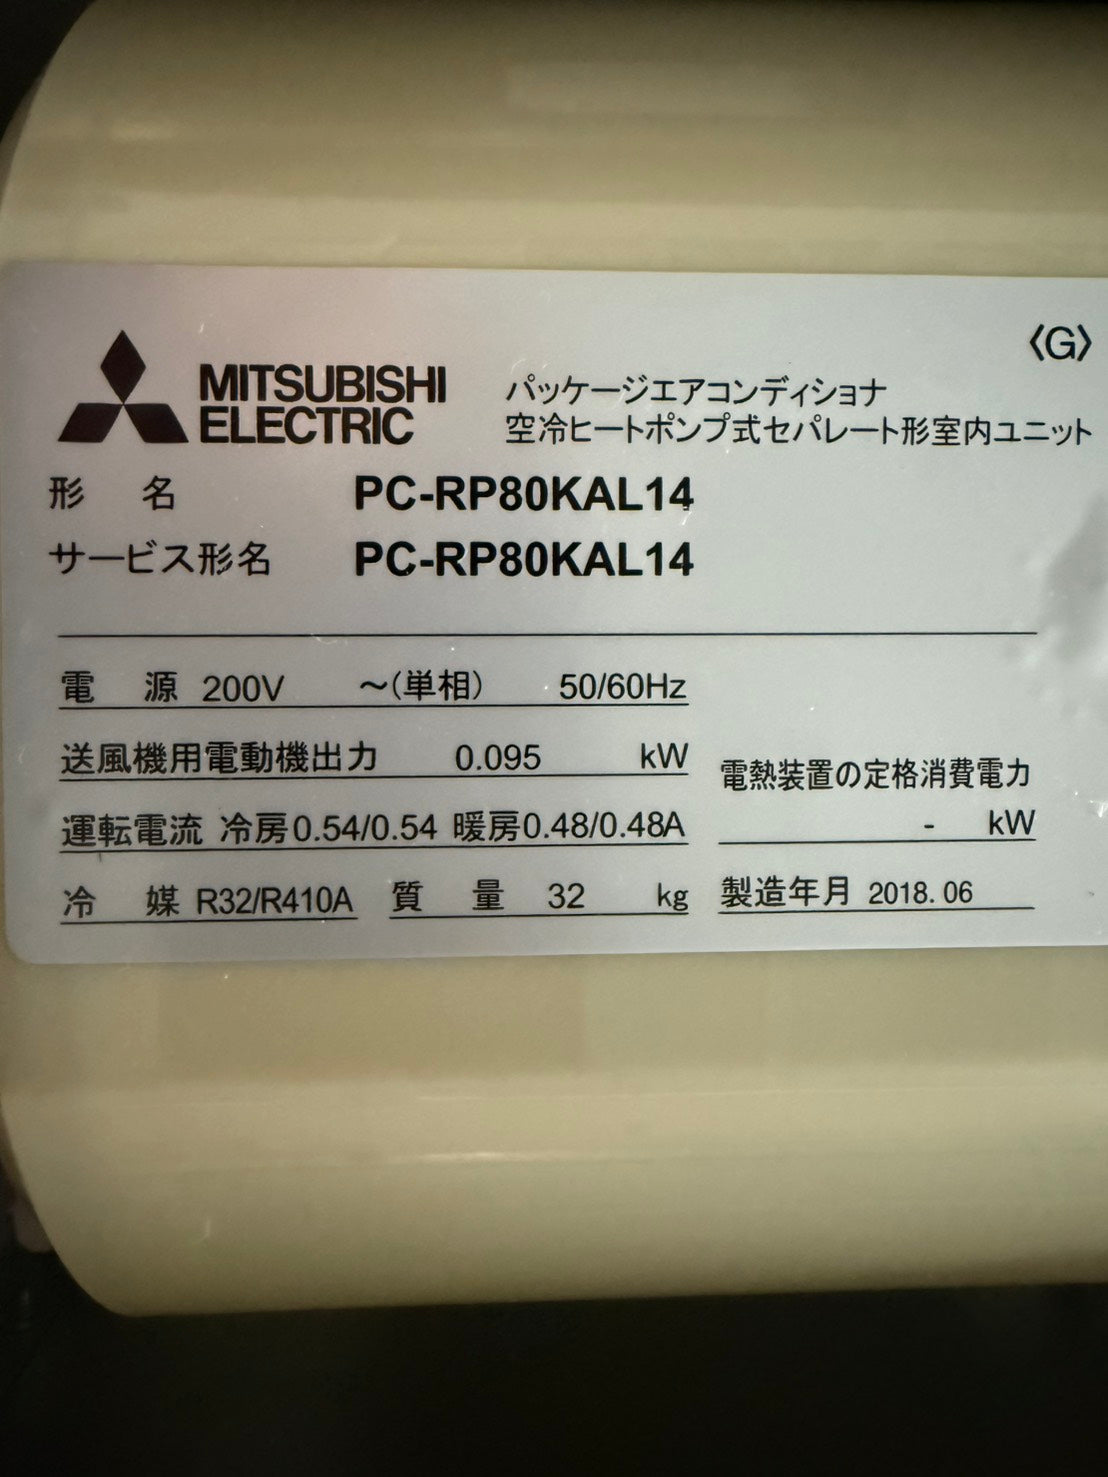 〈G〉
MITSUBISHI
ELECTRIC
パッケージエアコンディショナ
空冷ヒートポンプ式セパレート形室内ユニット
形 名 PC-RP80KAL14
サービス形名 PC-RP80KAL14
電 源 200V ～(単相) 50/60Hz
送風機用電動機出力 0.095 kW
運転電流 冷房0.54/0.54 暖房0.48/0.48A
冷 媒 R32/R410A 質 量 32 kg
電熱装置の定格消費電力
- kW
製造年月 2018.06